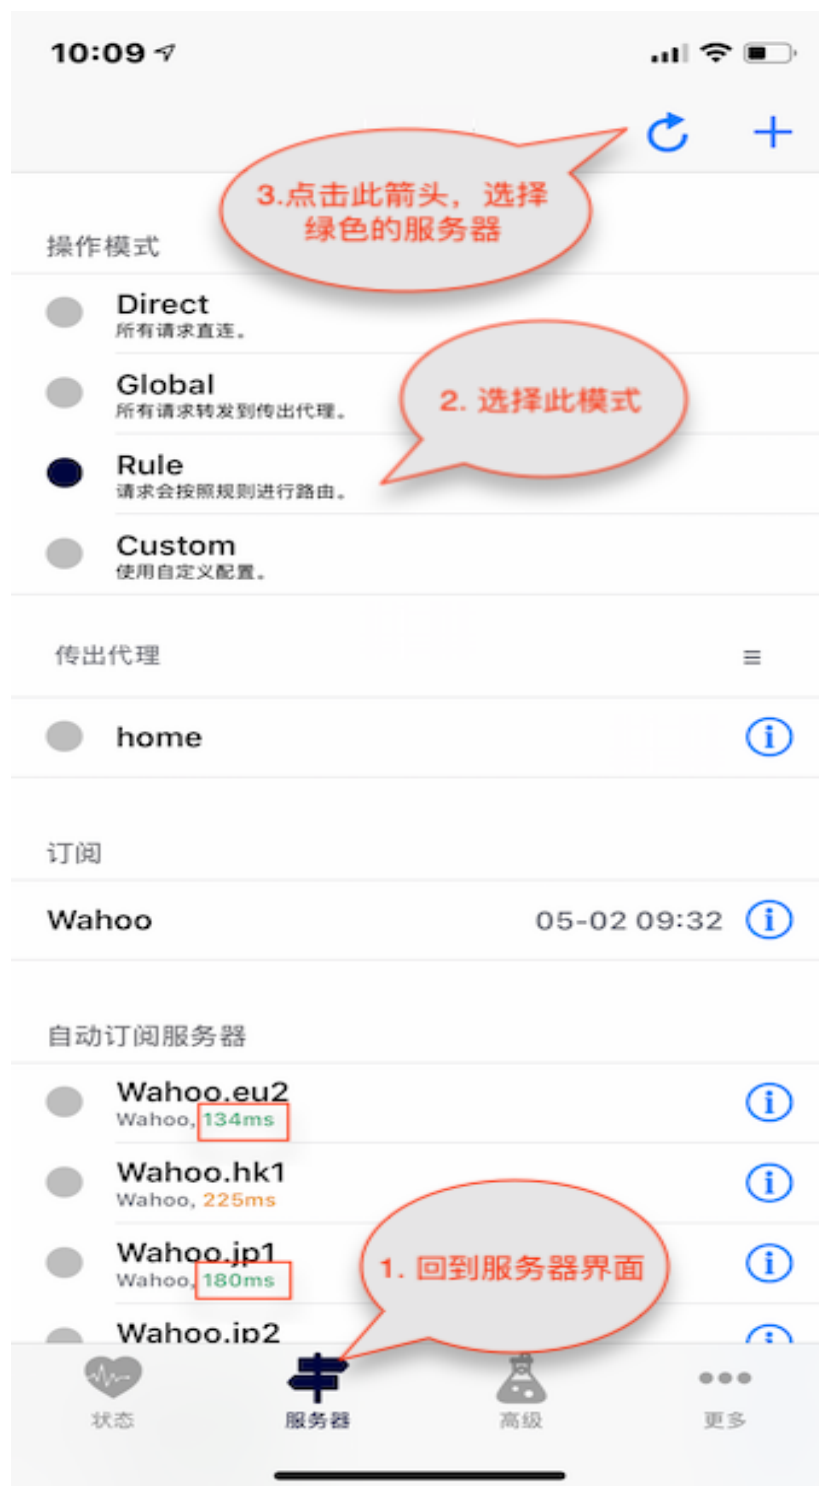 10:09
3.点击此箭头，选择
绿色的服务器
操作模式
Direct
所有请求直连。
Global
所有请求转发到传出代理。
2. 选择此模式
Rule
请求会按照规则进行路由。
Custom
使用自定义配置。
传出代理
home
订阅
Wahoo 05-02 09:32
自动订阅服务器
Wahoo.eu2
Wahoo, 134ms
Wahoo.hk1
Wahoo, 225ms
Wahoo.jp1
Wahoo, 180ms
1. 回到服务器界面
Wahoo.jp2
状态 服务器 高级 更多